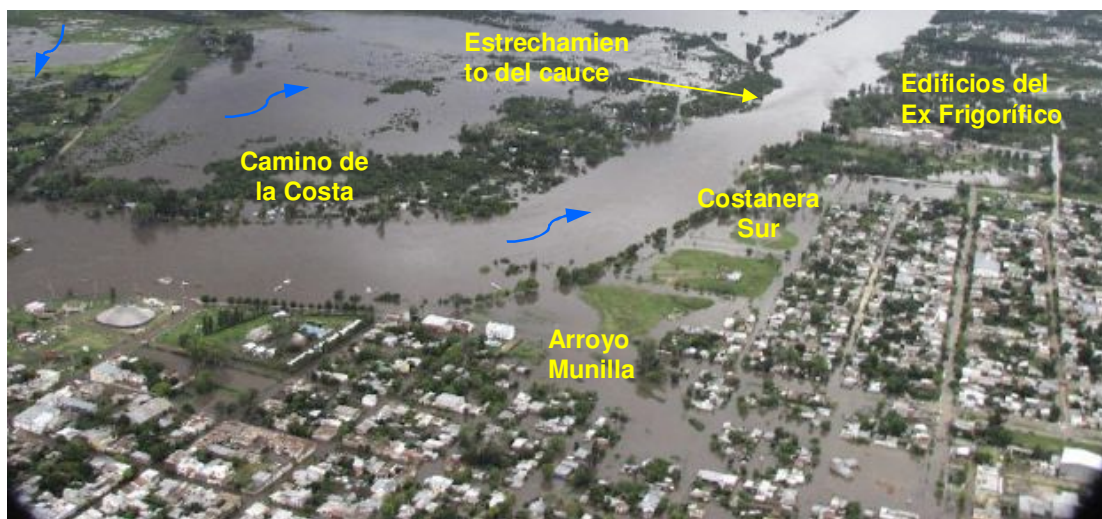 Estrechamien
to del cauce
Edificios del
Ex Frigorífico
Camino de
la Costa
Costanera
Sur
Arroyo
Munilla